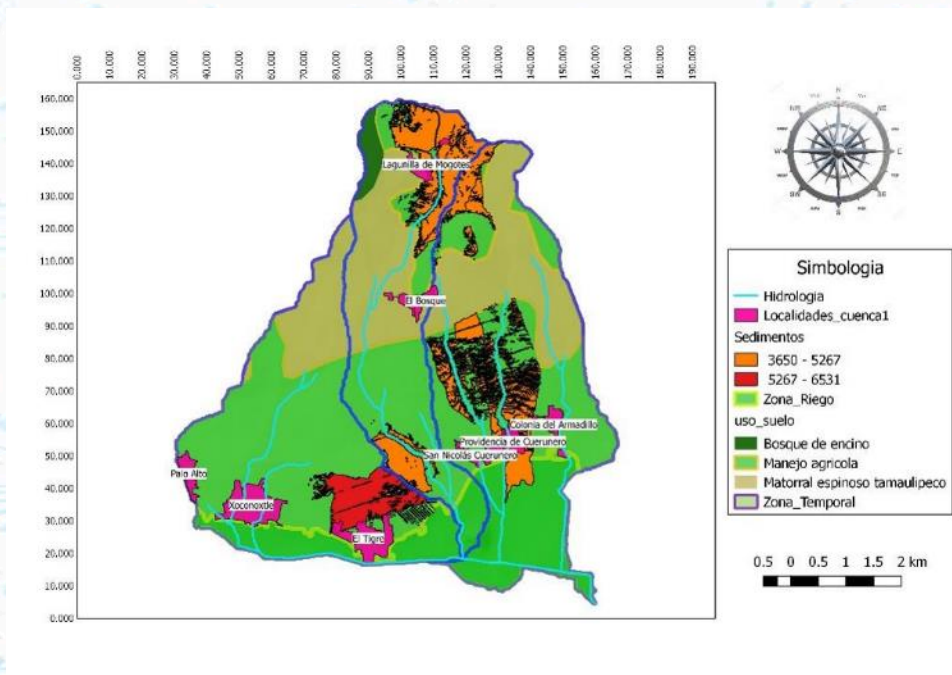 0.000 10.000 20.000 30.000 40.000 50.000 60.000 70.000 80.000 90.000 100.000 110.000 120.000 130.000 140.000 150.000 160.000 170.000 180.000 190.000
160.000
150.000
140.000
130.000
120.000
110.000
100.000
90.000
80.000
70.000
60.000
50.000
40.000
30.000
20.000
10.000
0.000
Lagunilla de Mogotes
El Bosque
Colonia del Armadillo
Providencia de Cuerunero
San Nicolás Cuerunero
Palo Alto
Xoconoxtle
El Tigre
N
W
S
Simbologia
Hidrologia
Localidades_cuenca1
Sedimentos
3650 - 5267
5267 - 6531
Zona_Riego
uso_suelo
Bosque de encino
Manejo agricola
Matorral espinoso tamaulipeco
Zona_Temporal
0.5 0 0.5 1 1.5 2 km